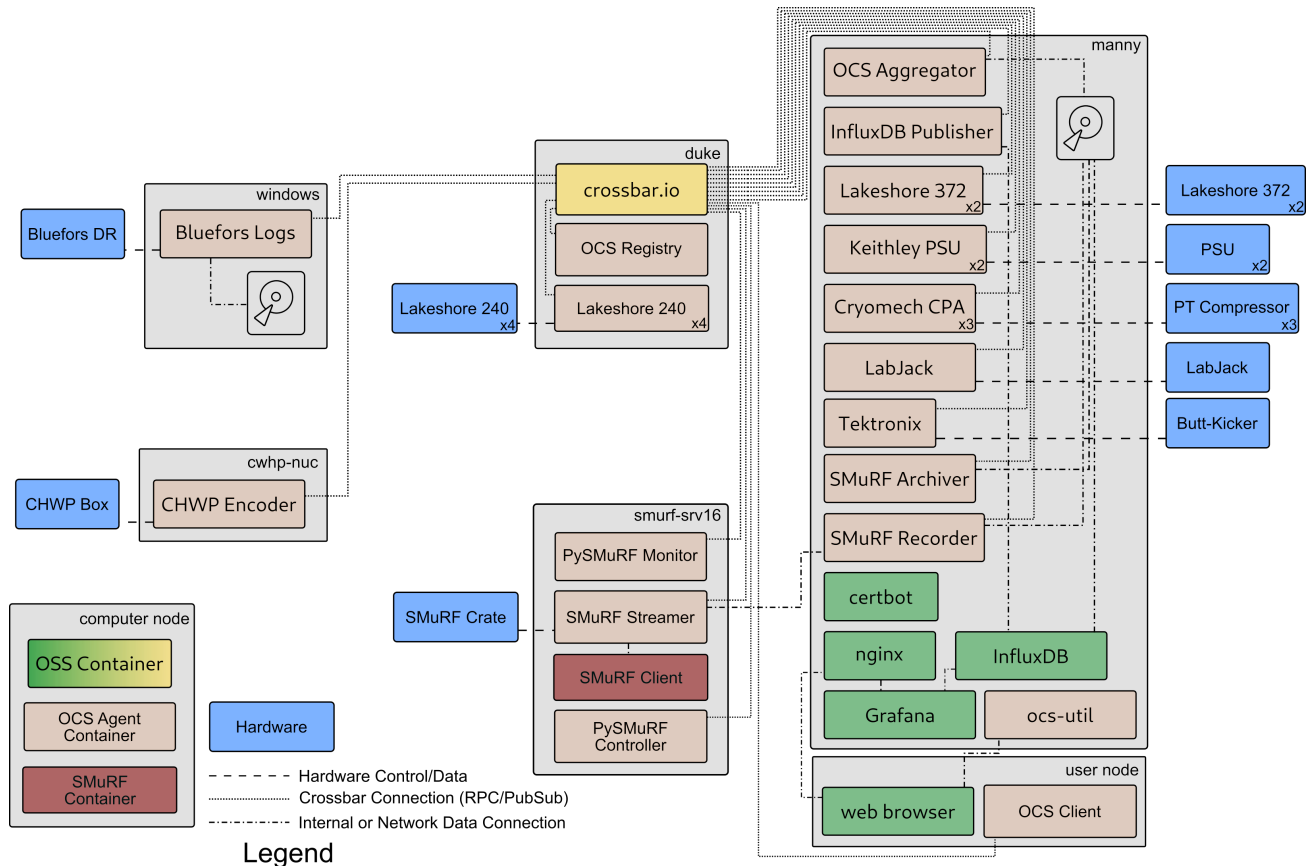 manny
OCS Aggregator
InfluxDB Publisher
Lakeshore 372
x2
Keithley PSU
x2
Cryomech CPA
x3
LabJack
Tektronix
SMuRF Archiver
SMuRF Recorder
certbot
nginx
InfluxDB
Grafana
ocs-util
Lakeshore 372
x2
PSU
x2
PT Compressor
x3
LabJack
Butt-Kicker
duke
crossbar.io
OCS Registry
Lakeshore 240
x4
Lakeshore 240
x4
windows
Bluefors Logs
Bluefors DR
cwhp-nuc
CHWP Encoder
CHWP Box
smurf-srv16
PySMuRF Monitor
SMuRF Streamer
SMuRF Client
PySMuRF
Controller
SMuRF Crate
user node
web browser
OCS Client
computer node
OSS Container
OCS Agent
Container
SMuRF
Container
Hardware
Hardware Control/Data
Crossbar Connection (RPC/PubSub)
Internal or Network Data Connection
Legend